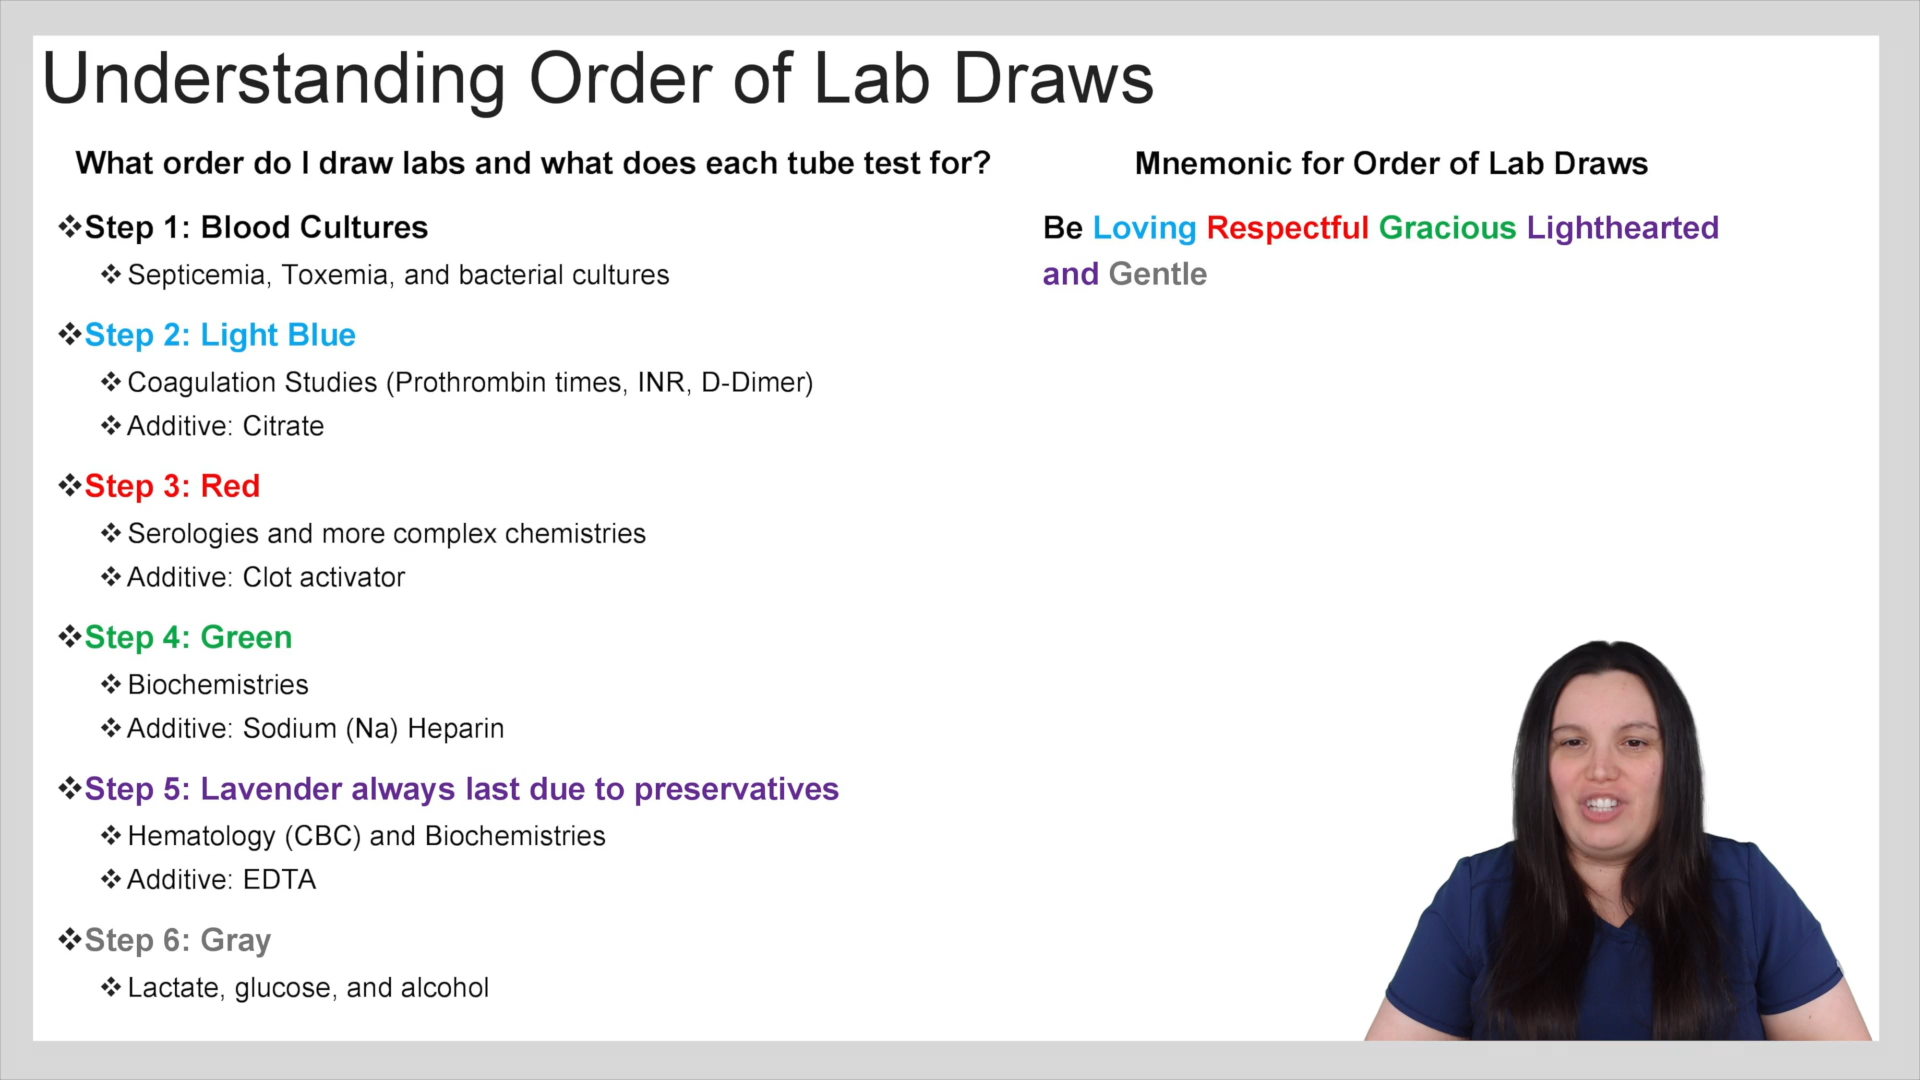 Understanding Order of Lab Draws
What order do I draw labs and what does each tube test for?
Step 1: Blood Cultures
Septicemia, Toxemia, and bacterial cultures
Step 2: Light Blue
Coagulation Studies (Prothrombin times, INR, D-Dimer)
Additive: Citrate
Step 3: Red
Serologies and more complex chemistries
Additive: Clot activator
Step 4: Green
Biochemistries
Additive: Sodium (Na) Heparin
Step 5: Lavender always last due to preservatives
Hematology (CBC) and Biochemistries
Additive: EDTA
Step 6: Gray
Lactate, glucose, and alcohol
Mnemonic for Order of Lab Draws
Be Loving Respectful Gracious Lighthearted
and Gentle